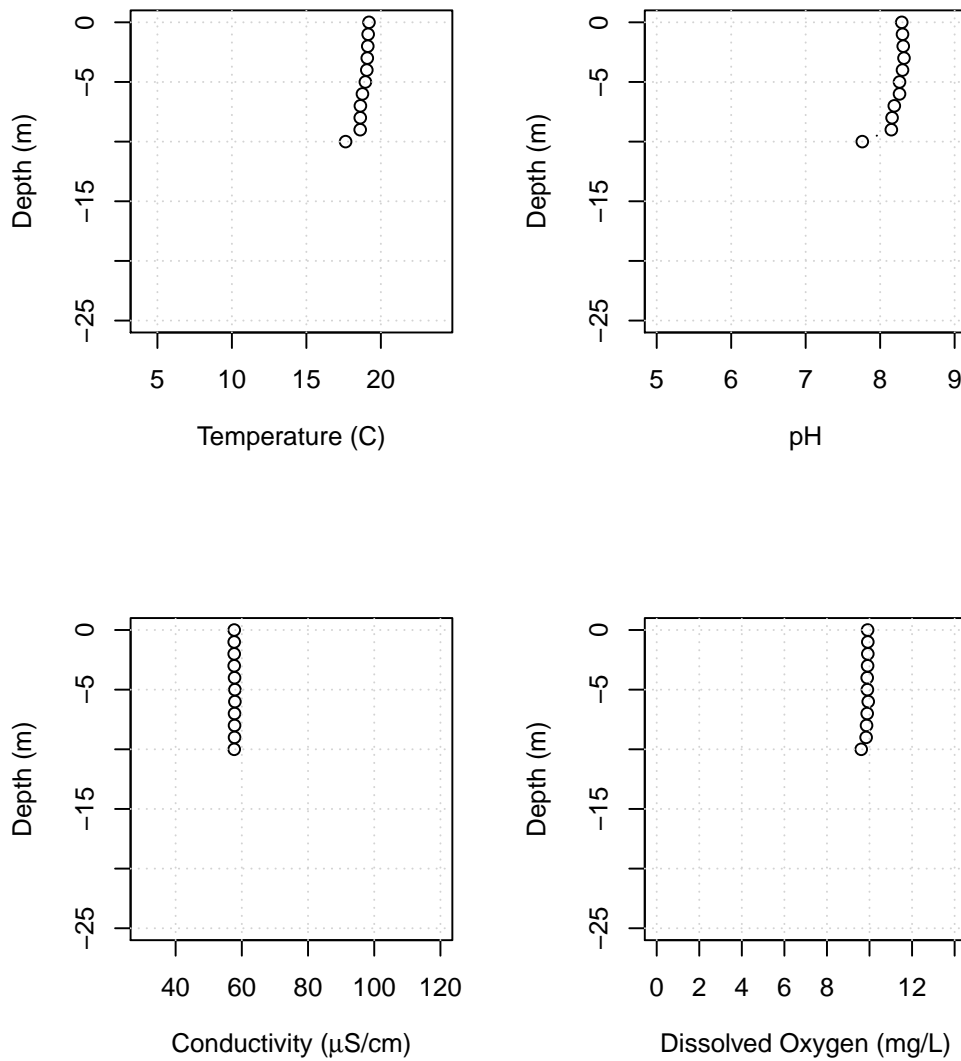 0
−5
−15
−25
Depth (m)
5 10 15 20
Temperature (C)
0
−5
−15
−25
Depth (m)
5 6 7 8 9
pH
0
−5
−15
−25
Depth (m)
40 60 80 100 120
Conductivity (µS/cm)
0
−5
−15
−25
Depth (m)
0 2 4 6 8 12
Dissolved Oxygen (mg/L)